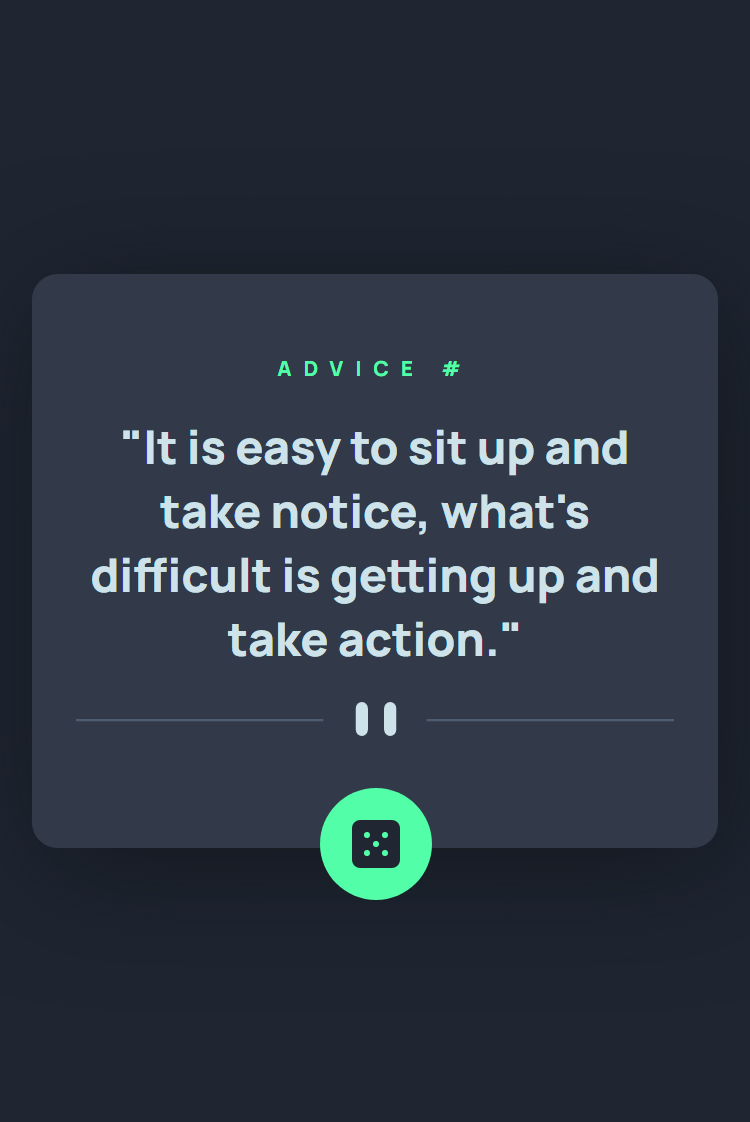 ADVICE #
"It is easy to sit up and
take notice, what's
difficult is getting up and
take action."